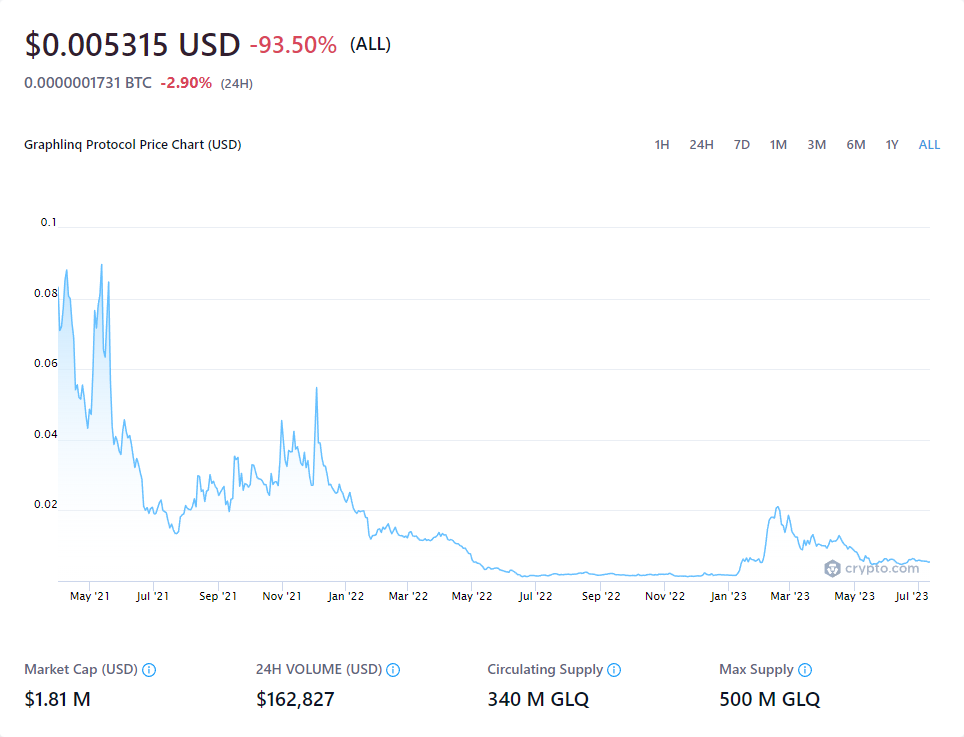 $0.005315 USD -93.50% (ALL)
0.0000001731 BTC -2.90% (24H)
Graphlinq Protocol Price Chart (USD) 1H 24H 7D 1M 3M 6M 1Y ALL
0.1
0.08
0.06
0.04
0.02
crypto.com
May '21 Jul '21 Sep '21 Nov '21 Jan '22 Mar '22 May '22 Jul '22 Sep '22 Nov '22 Jan '23 Mar '23 May '23 Jul '23
Market Cap (USD) 24H VOLUME (USD) Circulating Supply Max Supply
$1.81 M $162,827 340 M GLQ 500 M GLQ